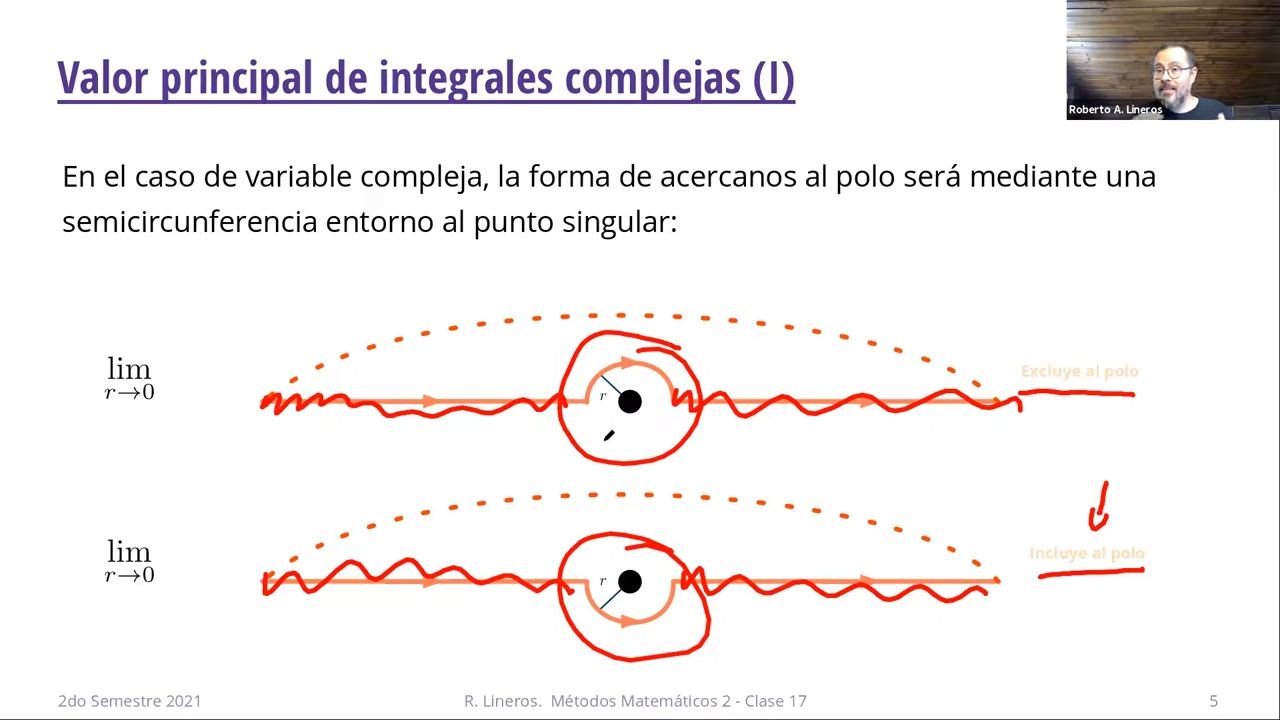 Valor principal de integrales complejas (I)
Roberto A. Lineros
En el caso de variable compleja, la forma de acercanos al polo será mediante una
semicircunferencia entorno al punto singular:
lim
r→0
r
Excluye al polo
lim
r→0
r
Incluye al polo
2do Semestre 2021
R. Lineros. Métodos Matemáticos 2 - Clase 17
5